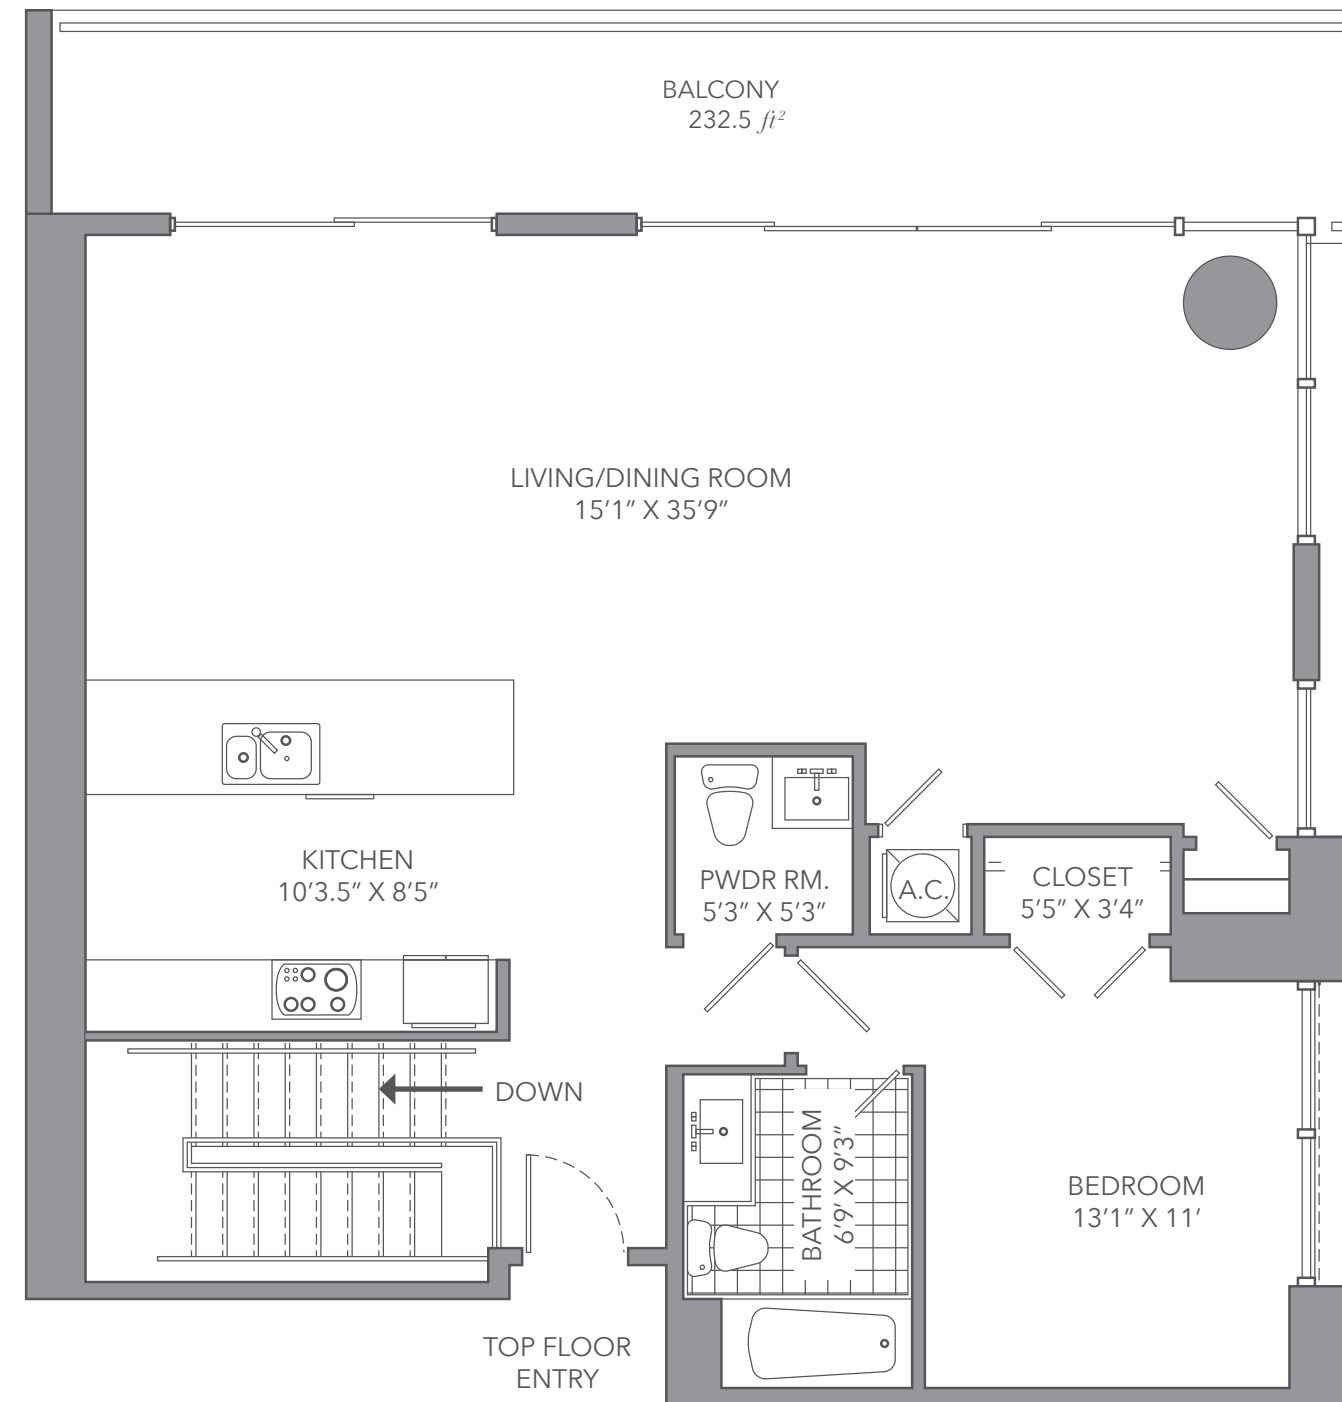 BALCONY
232.5 ft²
LIVING/DINING ROOM
15’1” X 35’9”
KITCHEN
10’3.5” X 8’5”
PWDR RM.
5’3” X 5’3”
A.C.
CLOSET
5’5” X 3’4”
DOWN
BATHROOM
6’9’ X 9’3”
BEDROOM
13’1” X 11’
TOP FLOOR
ENTRY